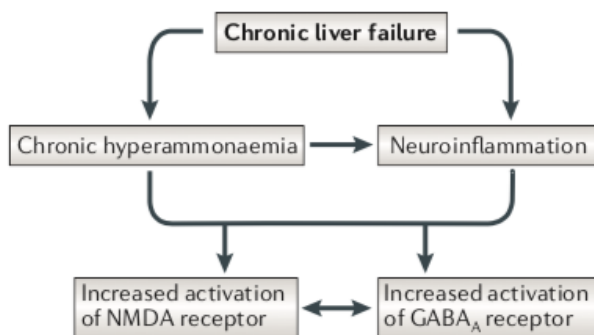 Chronic liver failure
Chronic hyperammonaemia
Neuroinflammation
Increased activation
of NMDA receptor
Increased activation
of GABA_A receptor